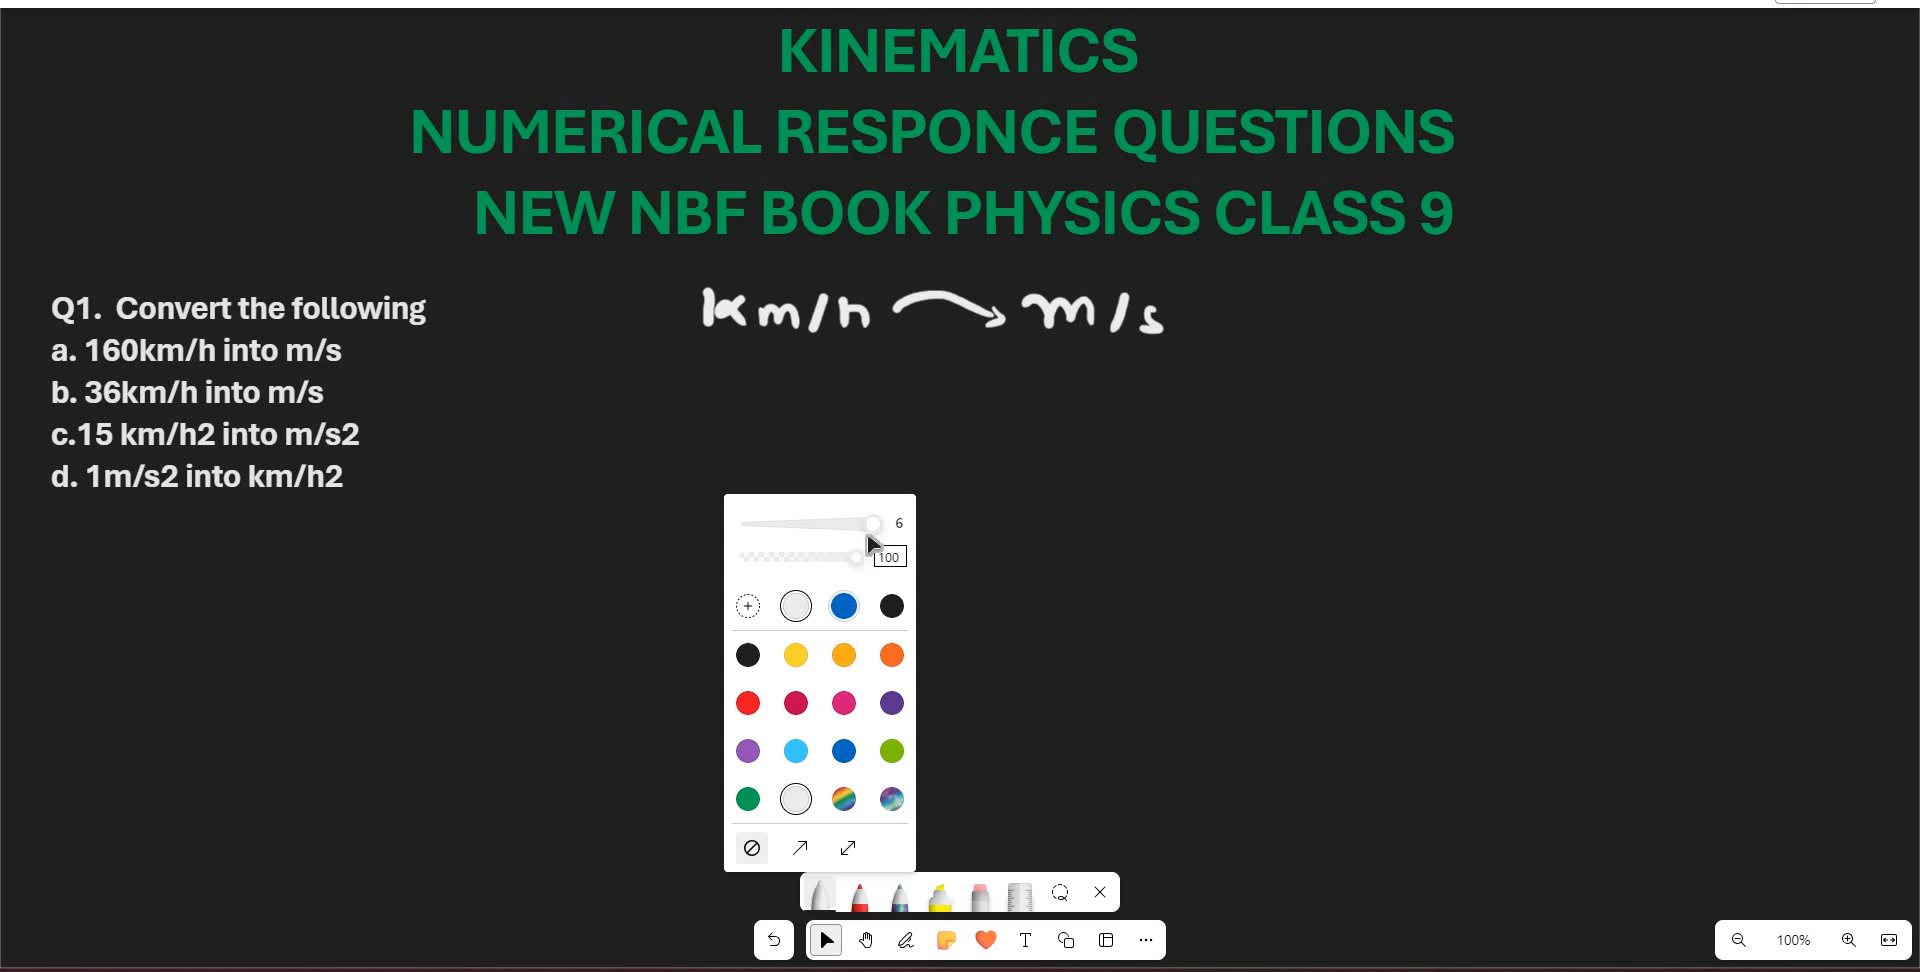 KINEMATICS
NUMERICAL RESPONCE QUESTIONS
NEW NBF BOOK PHYSICS CLASS 9
Q1. Convert the following
a. 160km/h into m/s
b. 36km/h into m/s
c.15 km/h2 into m/s2
d. 1m/s2 into km/h2
Km/h → m/s
6
100
T
100%